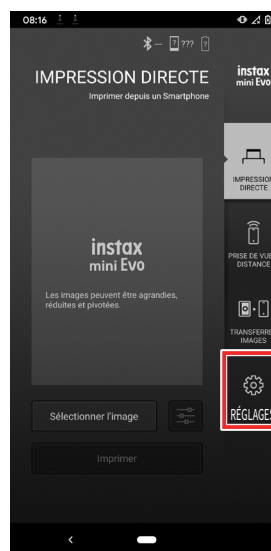 08:16
– ???
IMPRESSION DIRECTE
Imprimer depuis un Smartphone
instax
mini Evo
Les images peuvent être agrandies,
réduites et pivotées.
Sélectionner l'image
Imprimer
instax
mini Evo
IMPRESSION
DIRECTE
PRISE DE VUE
DISTANCE
TRANSFERRE
IMAGES
RÉGLAGES